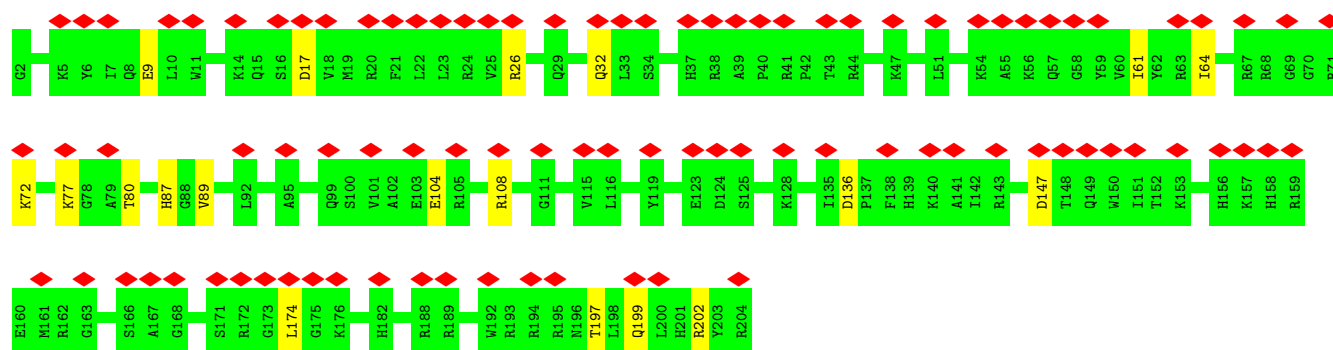 G2 K5 Y6 I7 Q8 E9 L10 W11 K14 Q15 S16 D17 V18 M19 R20 F21 L22 L23 R24 V25 R26 Q29 Q32 L33 S34 H37 R38 A39 P40 R41 P42 T43 R44 K47 L51 K54 A55 K56 Q57 G58 Y59 V60 I61 Y62 R63 I64 R67 R68 G69 G70 R71
K72 K77 G78 A79 T80 H87 G88 V89 L92 A95 Q99 S100 V101 A102 E103 E104 R105 R108 G111 V115 L116 Y119 E123 D124 S125 K128 I135 D136 P137 F138 H139 K140 A141 I142 R143 D147 T148 Q149 W150 I151 T152 K153 H156 K157 H158 R159
E160 M161 R162 G163 S166 A167 G168 S171 R172 G173 L174 G175 K176 H182 R188 R189 W192 R193 R194 R195 N196 T197 L198 Q199 L200 H201 R202 Y203 R204